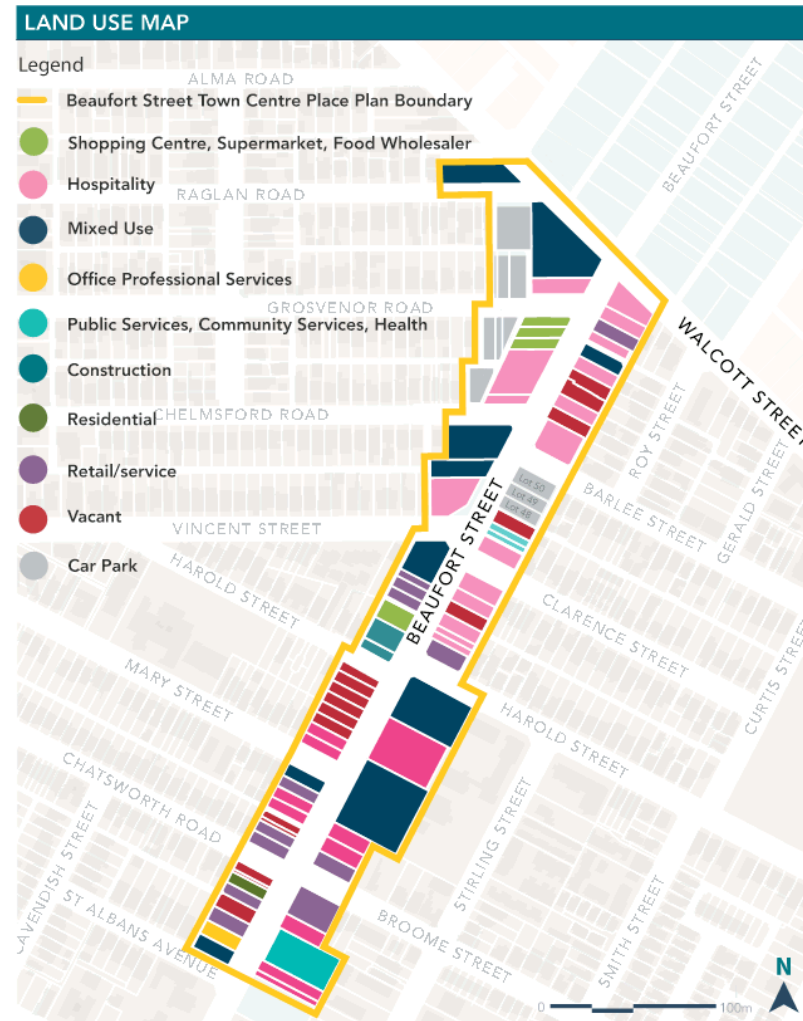 LAND USE MAP
Legend
Beaufort Street Town Centre Place Plan Boundary
Shopping Centre, Supermarket, Food Wholesaler
Hospitality
Mixed Use
Office Professional Services
Public Services, Community Services, Health
Construction
Residential
Retail/service
Vacant
Car Park
ALMA ROAD
RAGLAN ROAD
GROSVENOR ROAD
CHELMSFORD ROAD
VINCENT STREET
HAROLD STREET
MARY STREET
CHATSWORTH ROAD
CAVENDISH STREET
ST ALBANS AVENUE
BEAUFORT STREET
BEAUFORT STREET
WALCOTT STREET
ROY STREET
GERALD STREET
BARLEE STREET
Lot 50
Lot 49
Lot 48
CLARENCE STREET
CURTIS STREET
HAROLD STREET
STIRLING STREET
BROOME STREET
SMITH STREET
N
0
100m